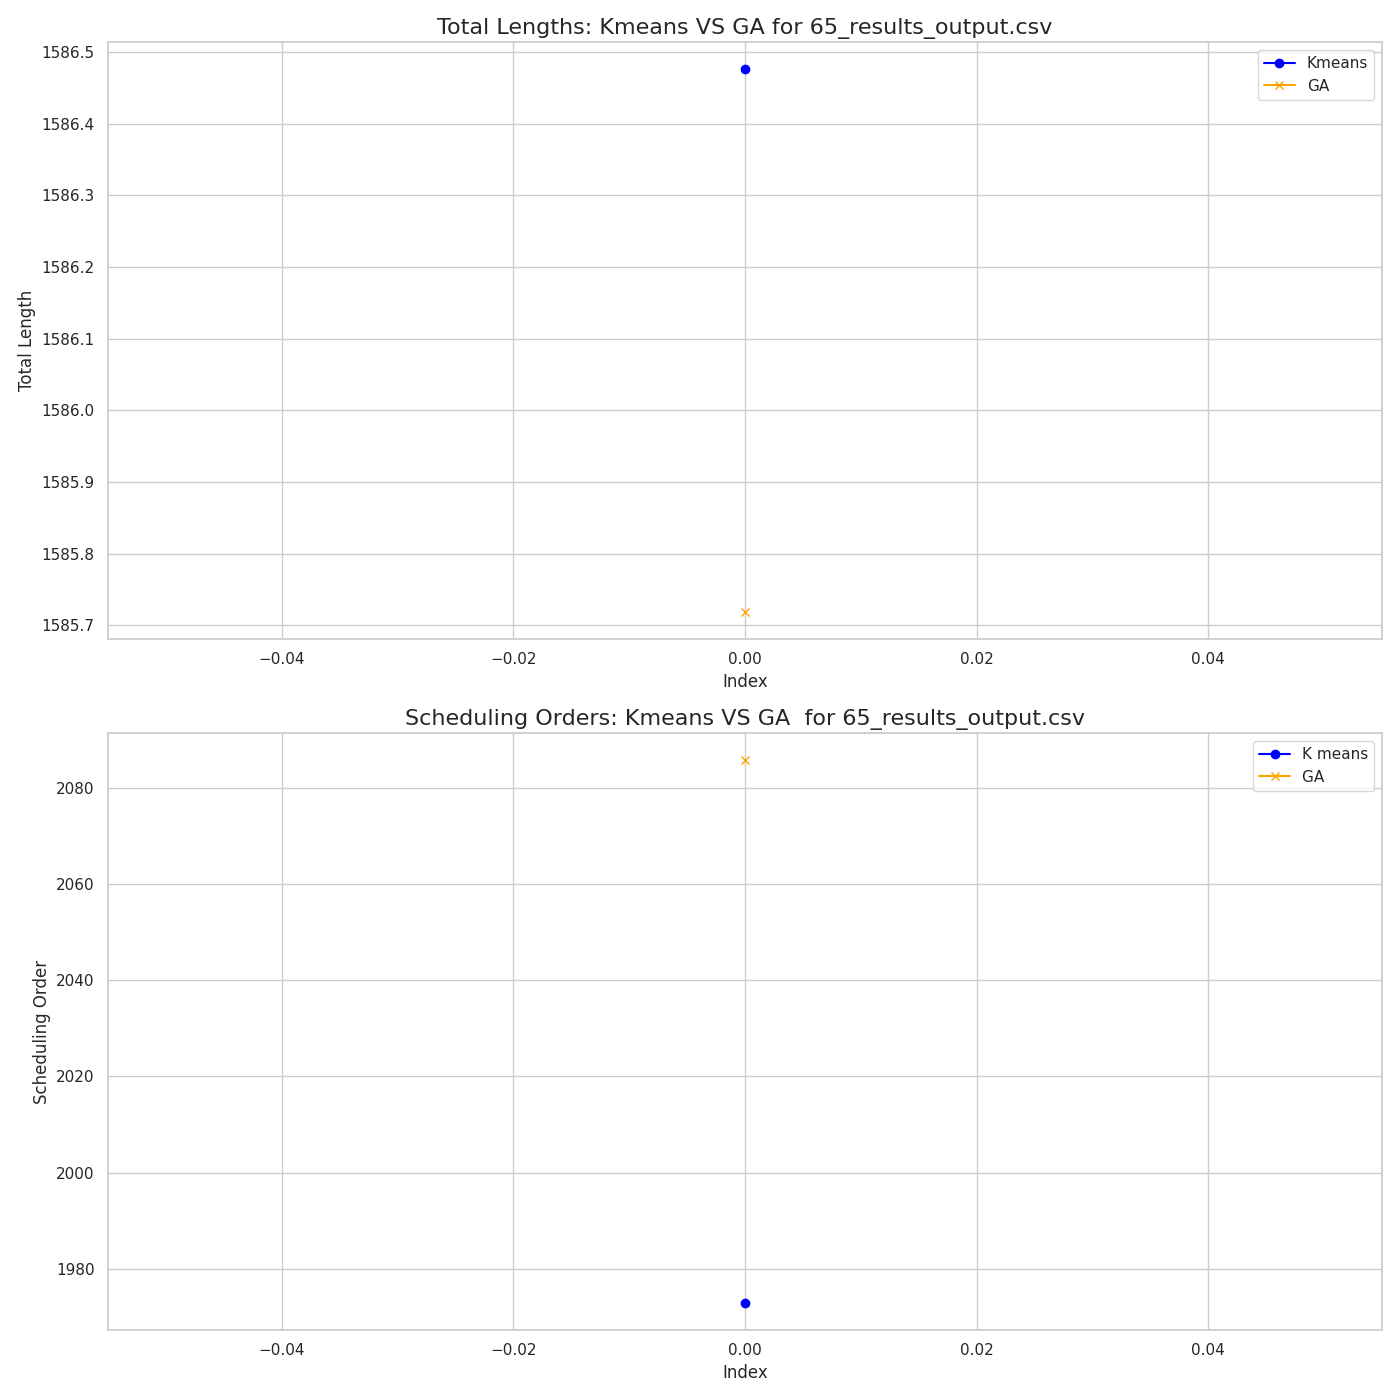 Total Lengths: Kmeans VS GA for 65_results_output.csv
1586.5
1586.4
1586.3
1586.2
1586.1
1586.0
1585.9
1585.8
1585.7
Total Length
Kmeans
GA
−0.04 −0.02 0.00 0.02 0.04
Index
Scheduling Orders: Kmeans VS GA  for 65_results_output.csv
2080
2060
2040
2020
2000
1980
Scheduling Order
K means
GA
−0.04 −0.02 0.00 0.02 0.04
Index